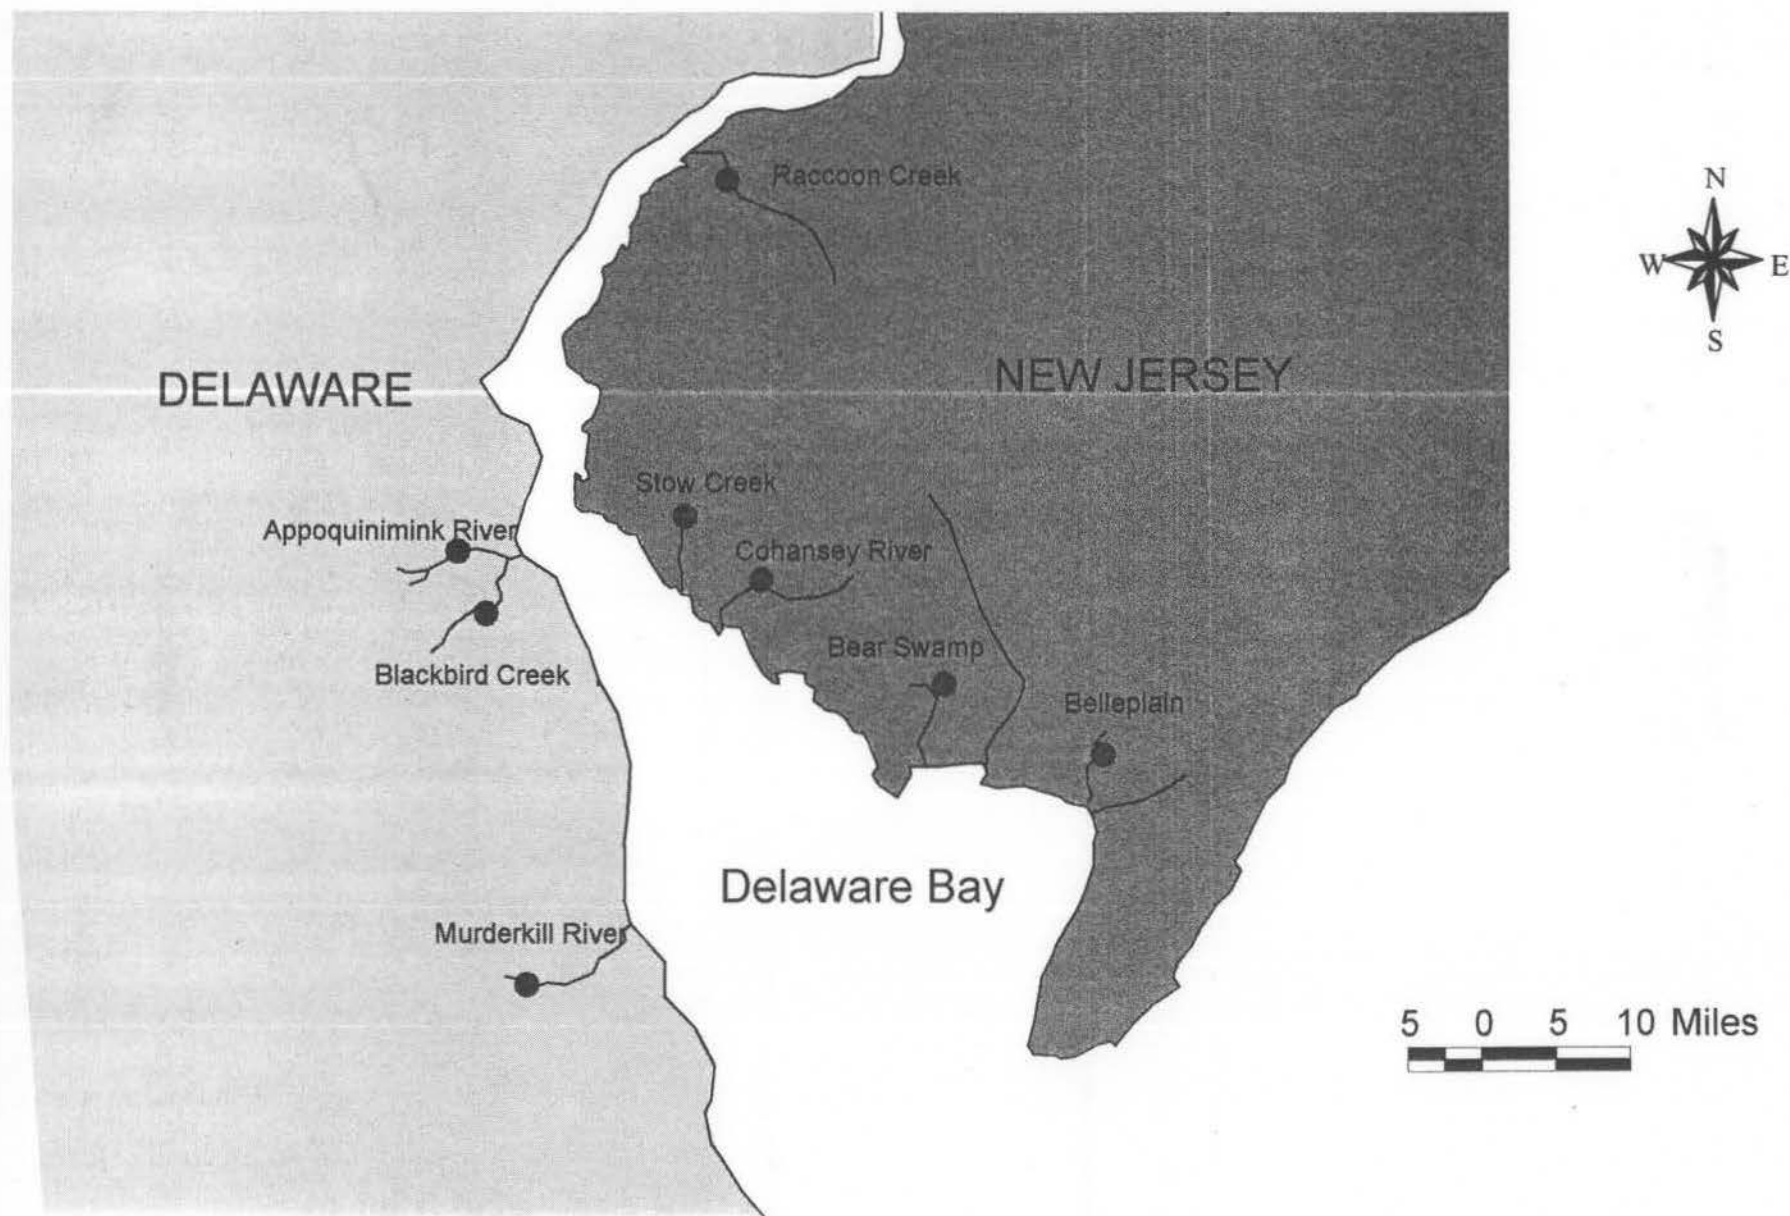 Raccoon Creek
N
W E
S
DELAWARE
NEW JERSEY
Stow Creek
Appoquinimink River
Cohansey River
Bear Swamp
Blackbird Creek
Belleplain
Delaware Bay
Murderkill River
5 0 5 10 Miles